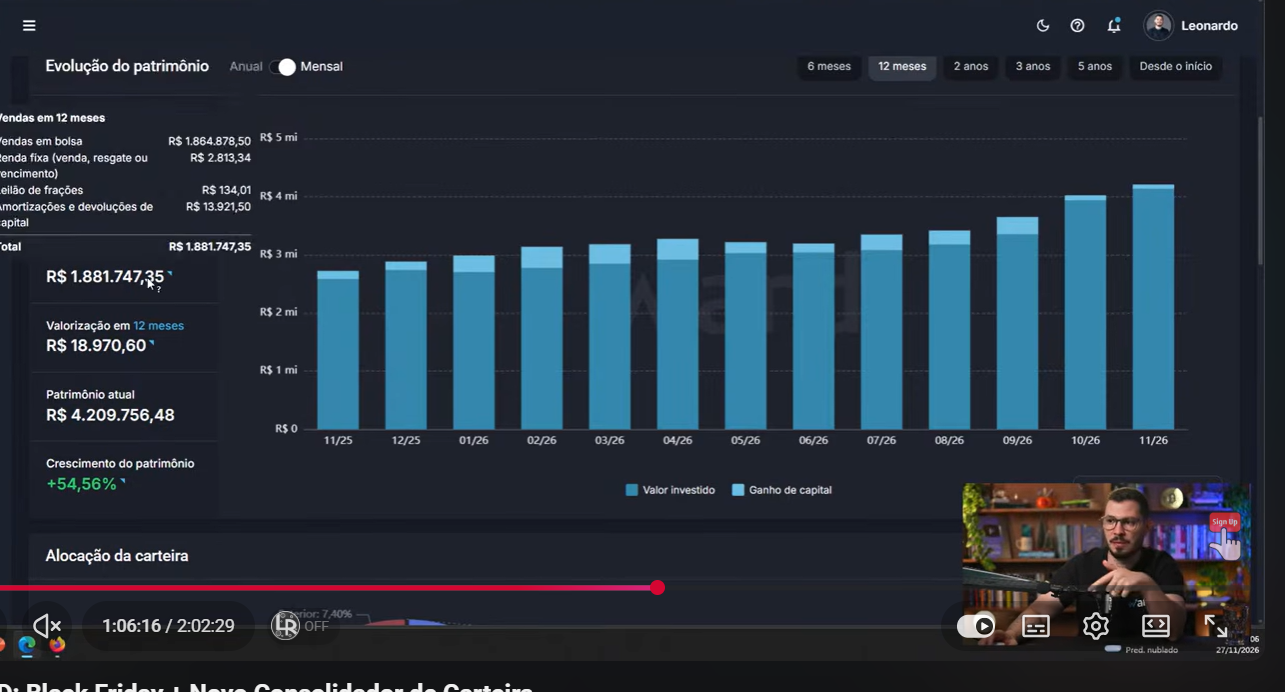 Leonardo
Evolução do patrimônio Anual Mensal 6 meses 12 meses 2 anos 3 anos 5 anos Desde o início
Vendas em 12 meses
Vendas em bolsa R$ 1.864.878,50
Renda fixa (venda, resgate ou R$ 2.813,34
vencimento)
Leilão de frações R$ 134,01
Amortizações e devoluções de R$ 13.921,50
capital
Total R$ 1.881.747,35
R$ 1.881.747,35
Valorização em 12 meses
R$ 18.970,60
Patrimônio atual
R$ 4.209.756,48
Crescimento do patrimônio
+54,56%
R$ 5 mi
R$ 4 mi
R$ 3 mi
R$ 2 mi
R$ 1 mi
R$ 0
11/25 12/25 01/26 02/26 03/26 04/26 05/26 06/26 07/26 08/26 09/26 10/26 11/26
Valor investido Ganho de capital
Sign Up
Alocação da carteira
erior: 7,40%
1:06:16 / 2:02:29 LR OFF
Pred. nublado
06
27/11/2026
D: Black Friday + Novo Consolidador de Carteira